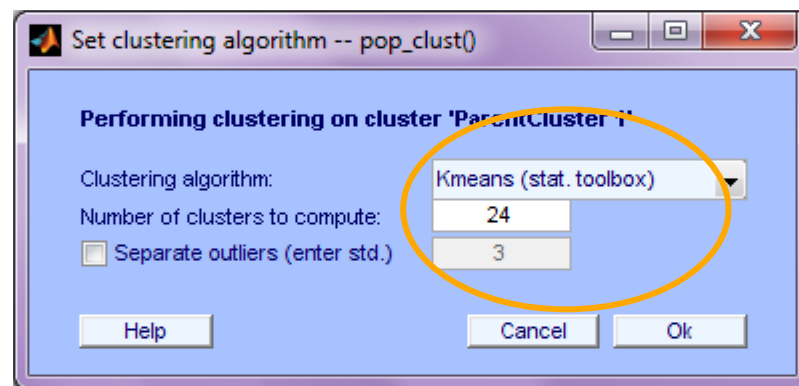 Set clustering algorithm -- pop_clust()
Performing clustering on cluster 'ParentCluster 1'
Clustering algorithm: Kmeans (stat. toolbox)
Number of clusters to compute: 24
Separate outliers (enter std.) 3
Help Cancel Ok